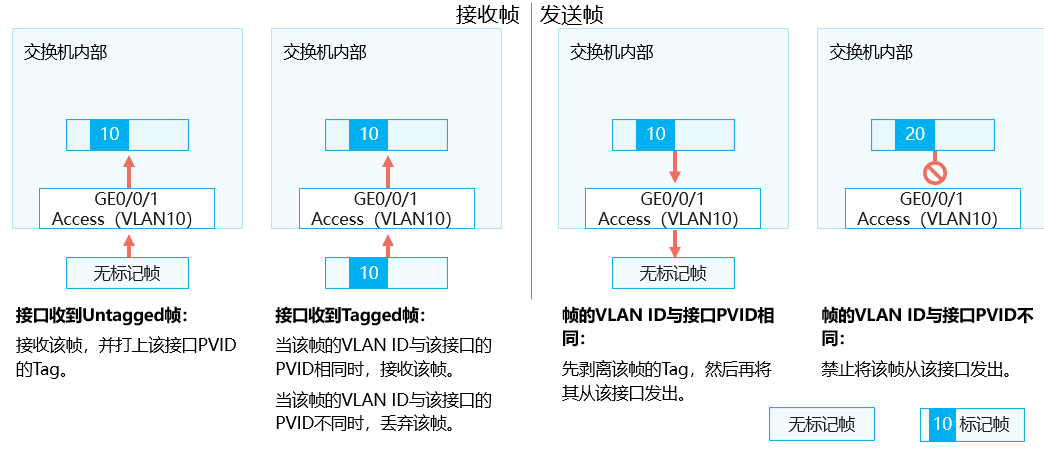 接收帧
发送帧
交换机内部
10
GE0/0/1
Access（VLAN10）
无标记帧
接口收到Untagged帧：
接收该帧，并打上该接口PVID
的Tag。
交换机内部
10
GE0/0/1
Access（VLAN10）
10
接口收到Tagged帧：
当该帧的VLAN ID与该接口的
PVID相同时，接收该帧。
当该帧的VLAN ID与该接口的
PVID不同时，丢弃该帧。
交换机内部
10
GE0/0/1
Access（VLAN10）
无标记帧
帧的VLAN ID与接口PVID相
同：
先剥离该帧的Tag，然后再将
其从该接口发出。
交换机内部
20
GE0/0/1
Access（VLAN10）
帧的VLAN ID与接口PVID不
同：
禁止将该帧从该接口发出。
无标记帧
10 标记帧